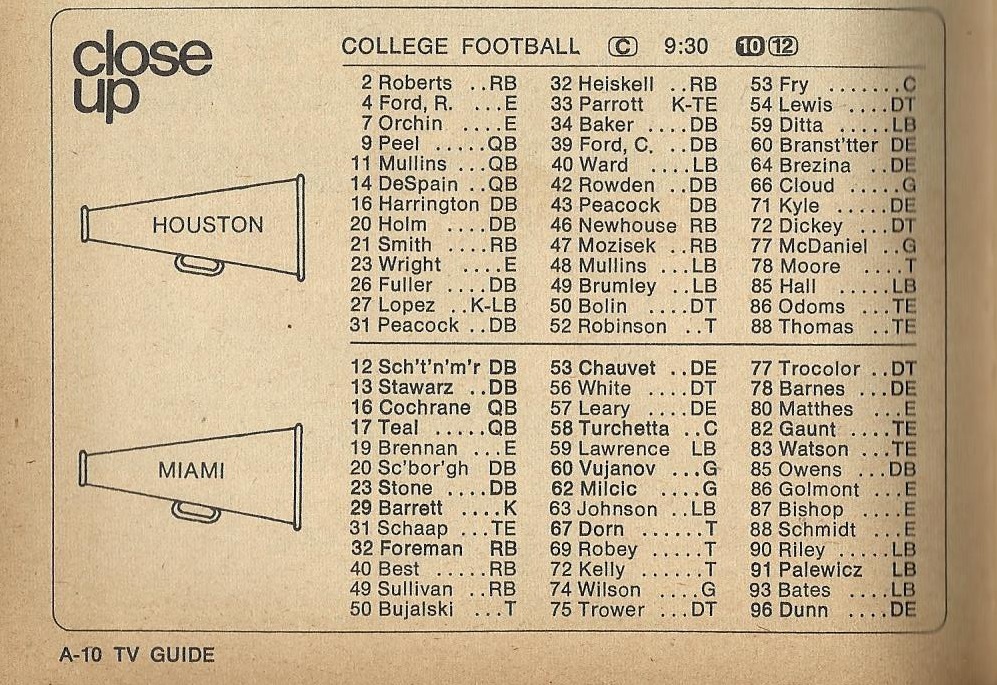 close
up
COLLEGE FOOTBALL C 9:30 10 12
HOUSTON
2 Roberts ..RB
4 Ford, R. ...E
7 Orchin ....E
9 Peel .....QB
11 Mullins ...QB
14 DeSpain ..QB
16 Harrington DB
20 Holm ....DB
21 Smith ....RB
23 Wright ....E
26 Fuller ....DB
27 Lopez ..K-LB
31 Peacock ..DB
32 Heiskell ..RB
33 Parrott K-TE
34 Baker ....DB
39 Ford, C. ..DB
40 Ward ....LB
42 Rowden ..DB
43 Peacock DB
46 Newhouse RB
47 Mozisek ..RB
48 Mullins ...LB
49 Brumley ..LB
50 Bolin ....DT
52 Robinson ..T
53 Fry .......C
54 Lewis ....DT
59 Ditta .....LB
60 Branst'tter DE
64 Brezina ..DE
66 Cloud .....G
71 Kyle .....DE
72 Dickey ...DT
77 McDaniel ..G
78 Moore ....T
85 Hall .....LB
86 Odoms ...TE
88 Thomas ..TE
MIAMI
12 Sch't'n'm'r DB
13 Stawarz ..DB
16 Cochrane QB
17 Teal .....QB
19 Brennan ...E
20 Sc'bor'gh DB
23 Stone ....DB
29 Barrett ....K
31 Schaap ...TE
32 Foreman RB
40 Best .....RB
49 Sullivan ..RB
50 Bujalski ...T
53 Chauvet ..DE
56 White ....DT
57 Leary ....DE
58 Turchetta ..C
59 Lawrence LB
60 Vujanov ...G
62 Milcic ....G
63 Johnson ..LB
67 Dorn ......T
69 Robey .....T
72 Kelly ......T
74 Wilson ....G
75 Trower ...DT
77 Trocolor ..DT
78 Barnes ...DE
80 Matthes ...E
82 Gaunt ....TE
83 Watson ...TE
85 Owens ...DB
86 Golmont ...E
87 Bishop ....E
88 Schmidt ...E
90 Riley .....LB
91 Palewicz LB
93 Bates ....LB
96 Dunn ....DE
A-10 TV GUIDE